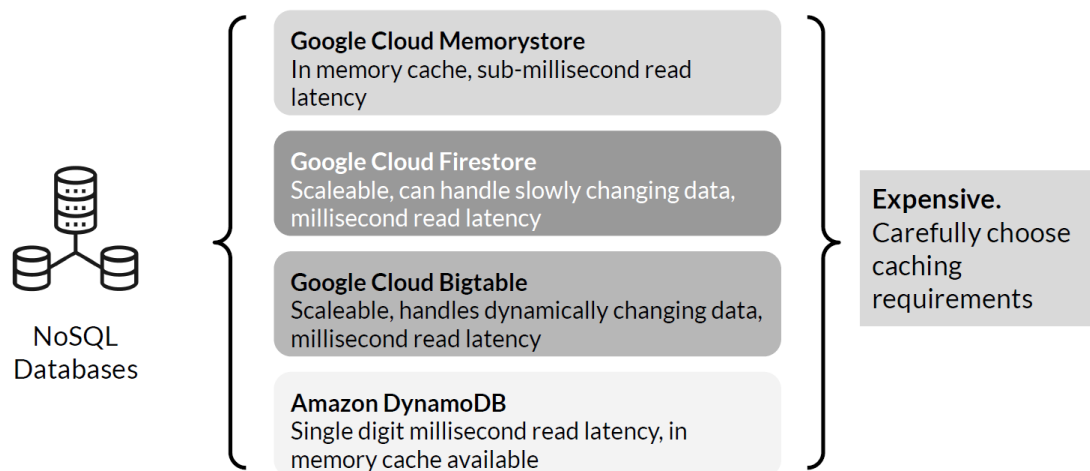 NoSQL
Databases
Google Cloud Memorystore
In memory cache, sub-millisecond read
latency
Google Cloud Firestore
Scaleable, can handle slowly changing data,
millisecond read latency
Google Cloud Bigtable
Scaleable, handles dynamically changing data,
millisecond read latency
Amazon DynamoDB
Single digit millisecond read latency, in
memory cache available
Expensive.
Carefully choose
caching
requirements